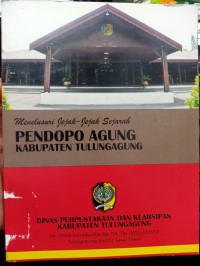 Menelusuri Jejak-Jejak Sejarah
PENDOPO AGUNG
KABUPATEN TULUNGAGUNG
DINAS PERPUSTAKAAN DAN KEARSIPAN
KABUPATEN TULUNGAGUNG